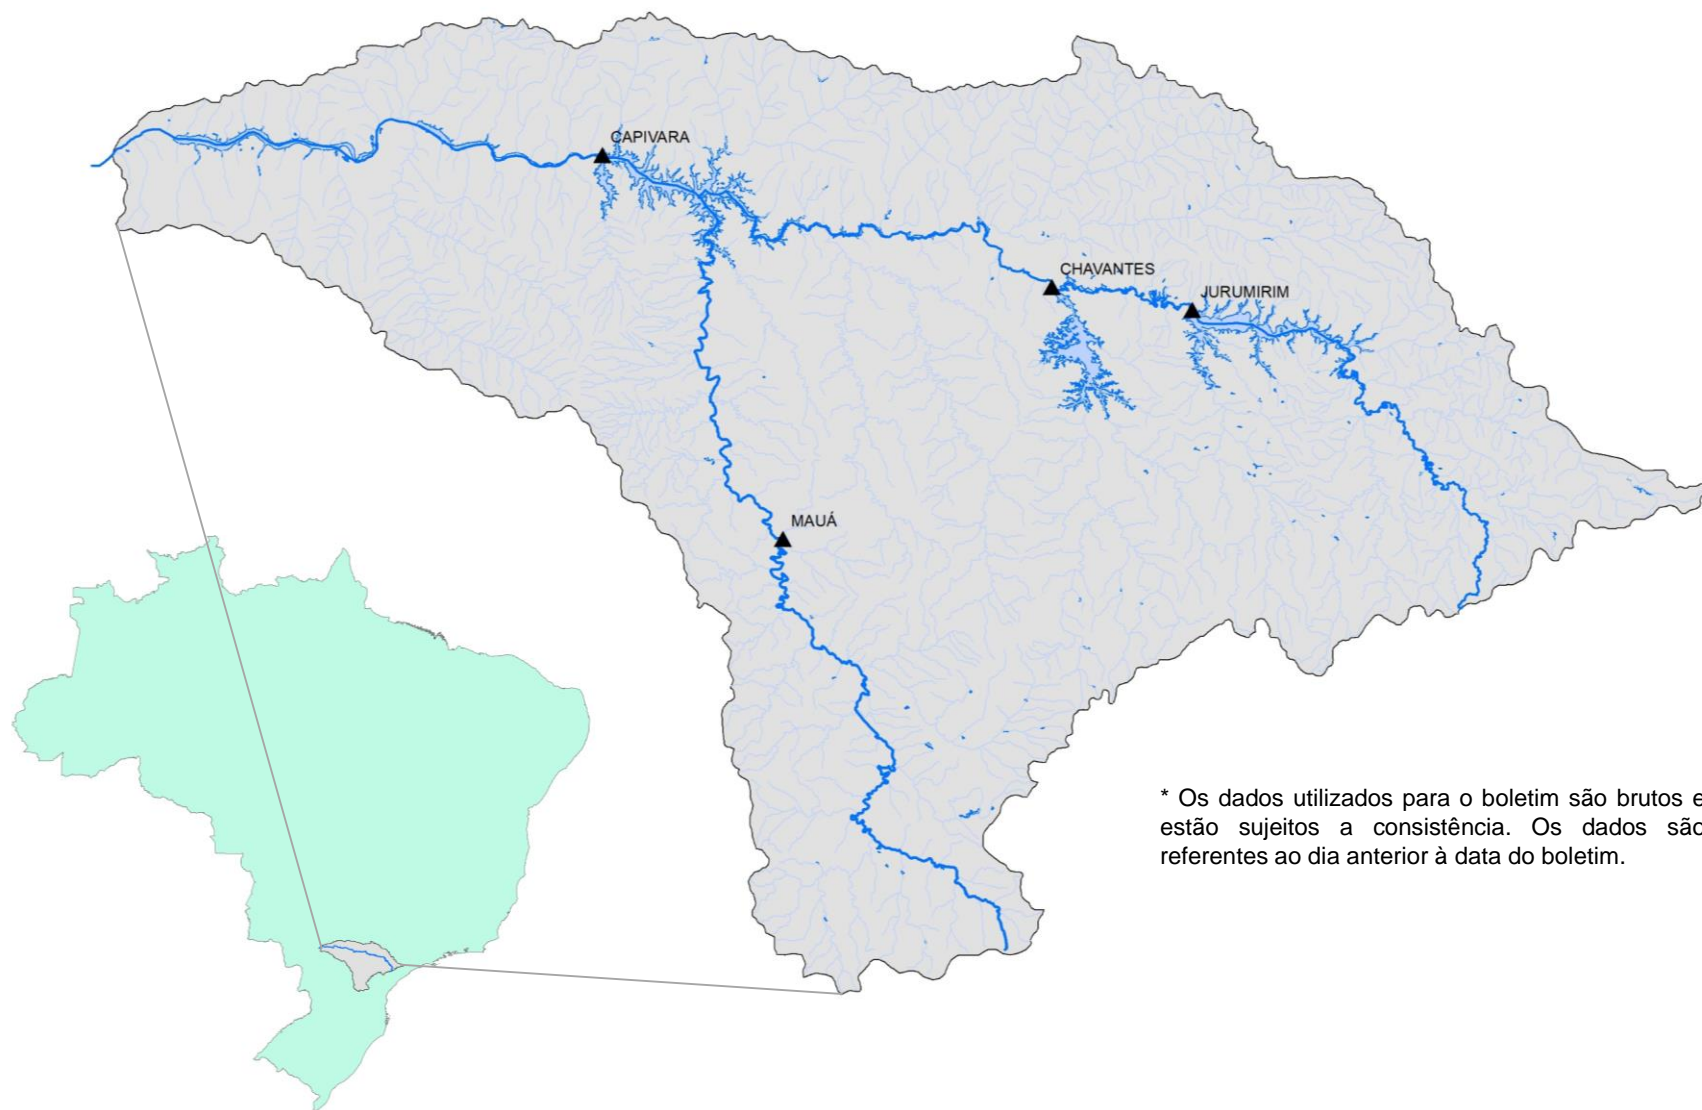 CAPIVARA
CHAVANTES
JURUMIRIM
MAUÁ
* Os dados utilizados para o boletim são brutos e
estão sujeitos a consistência. Os dados são
referentes ao dia anterior à data do boletim.